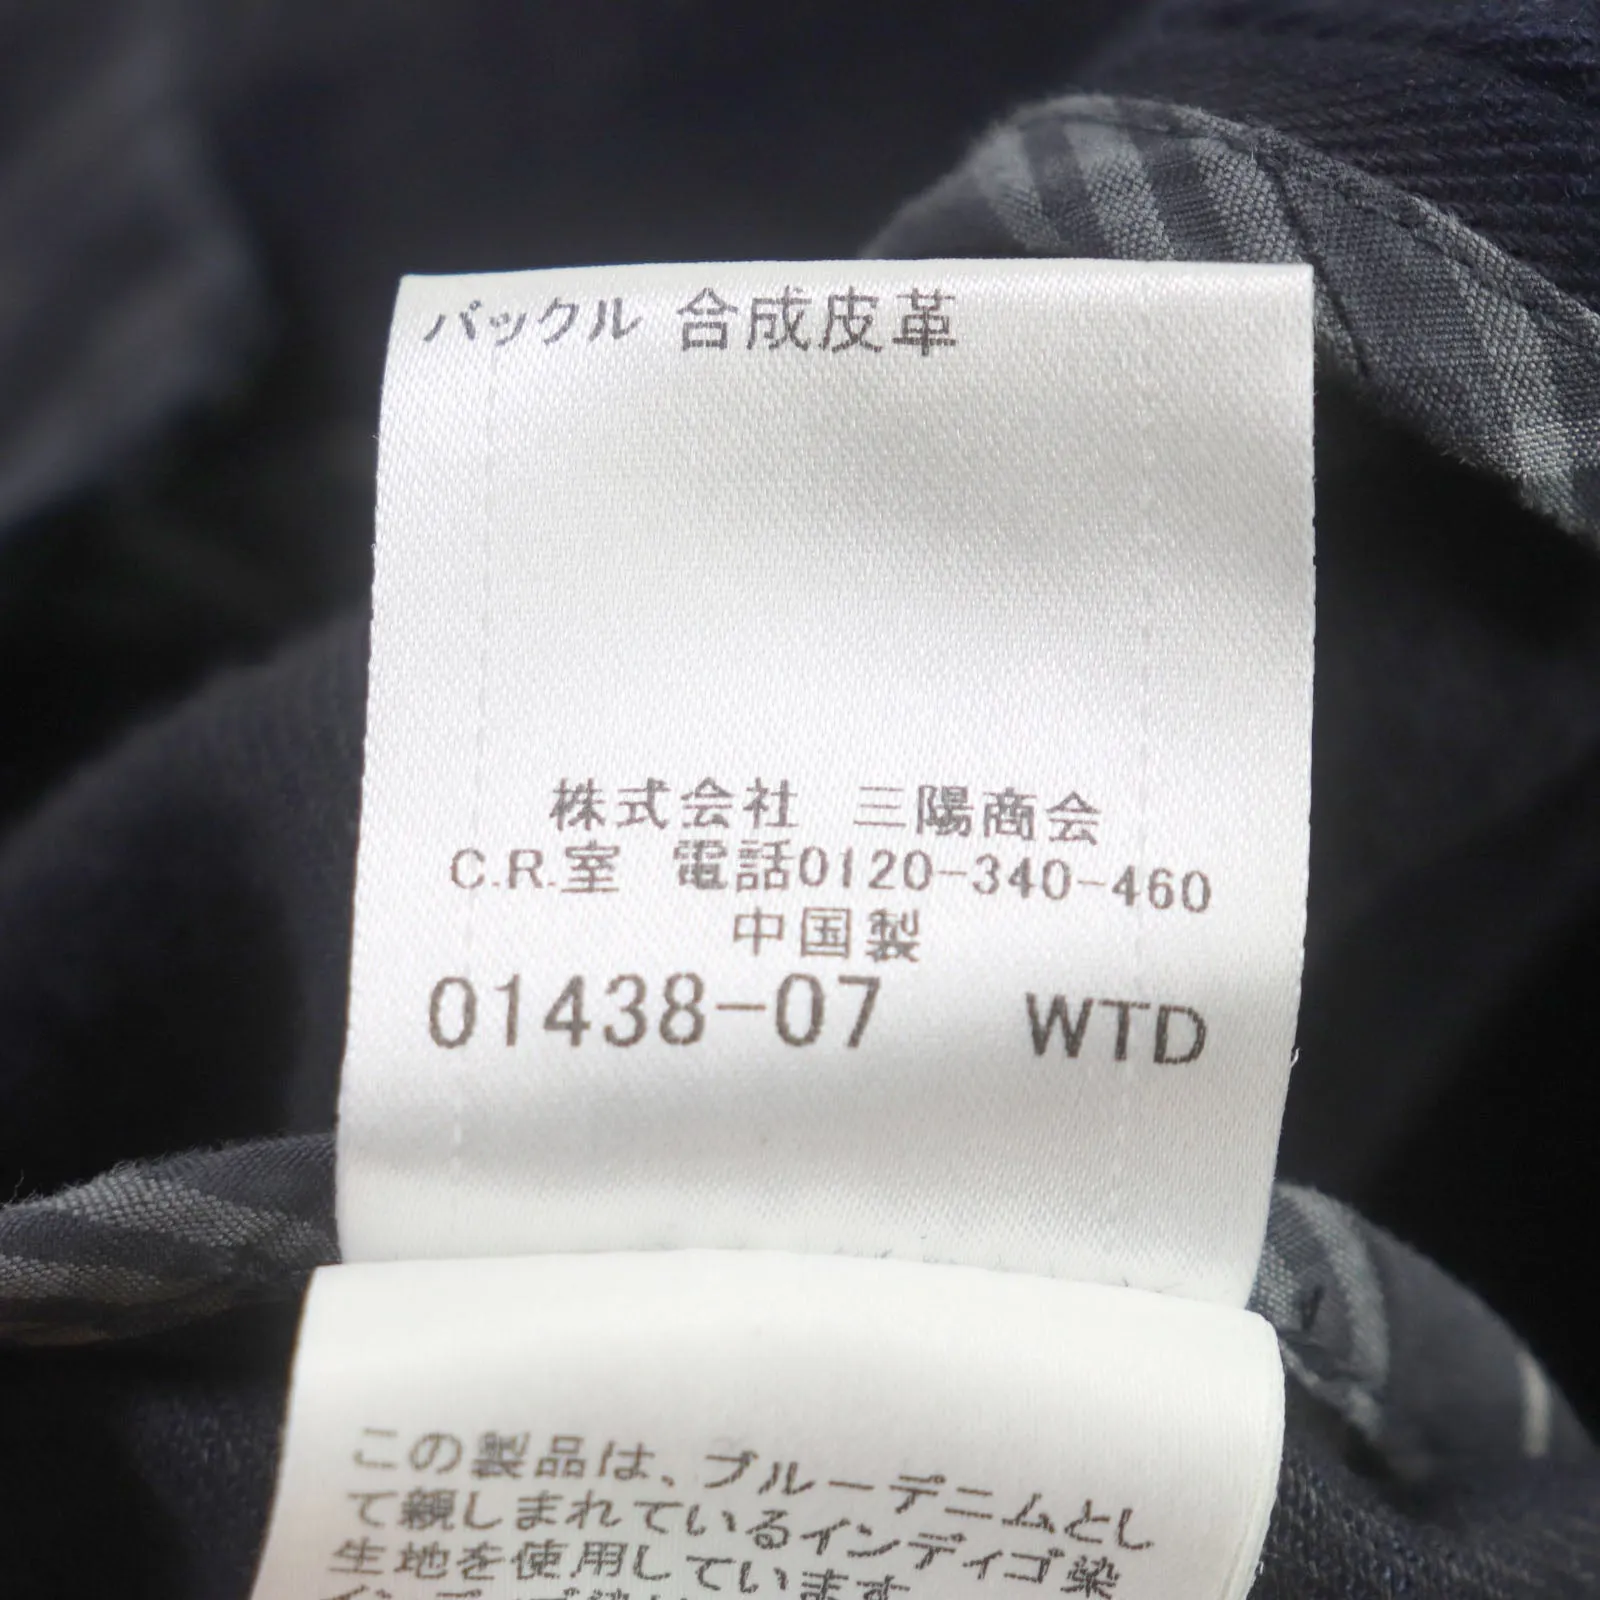 バックル 合成皮革
株式会社 三陽商会
C.R.室 電話0120-340-460
中国製
01438-07 WTD
この製品は、ブルーデニムとし
て親しまれているインディゴ染
生地を使用しています